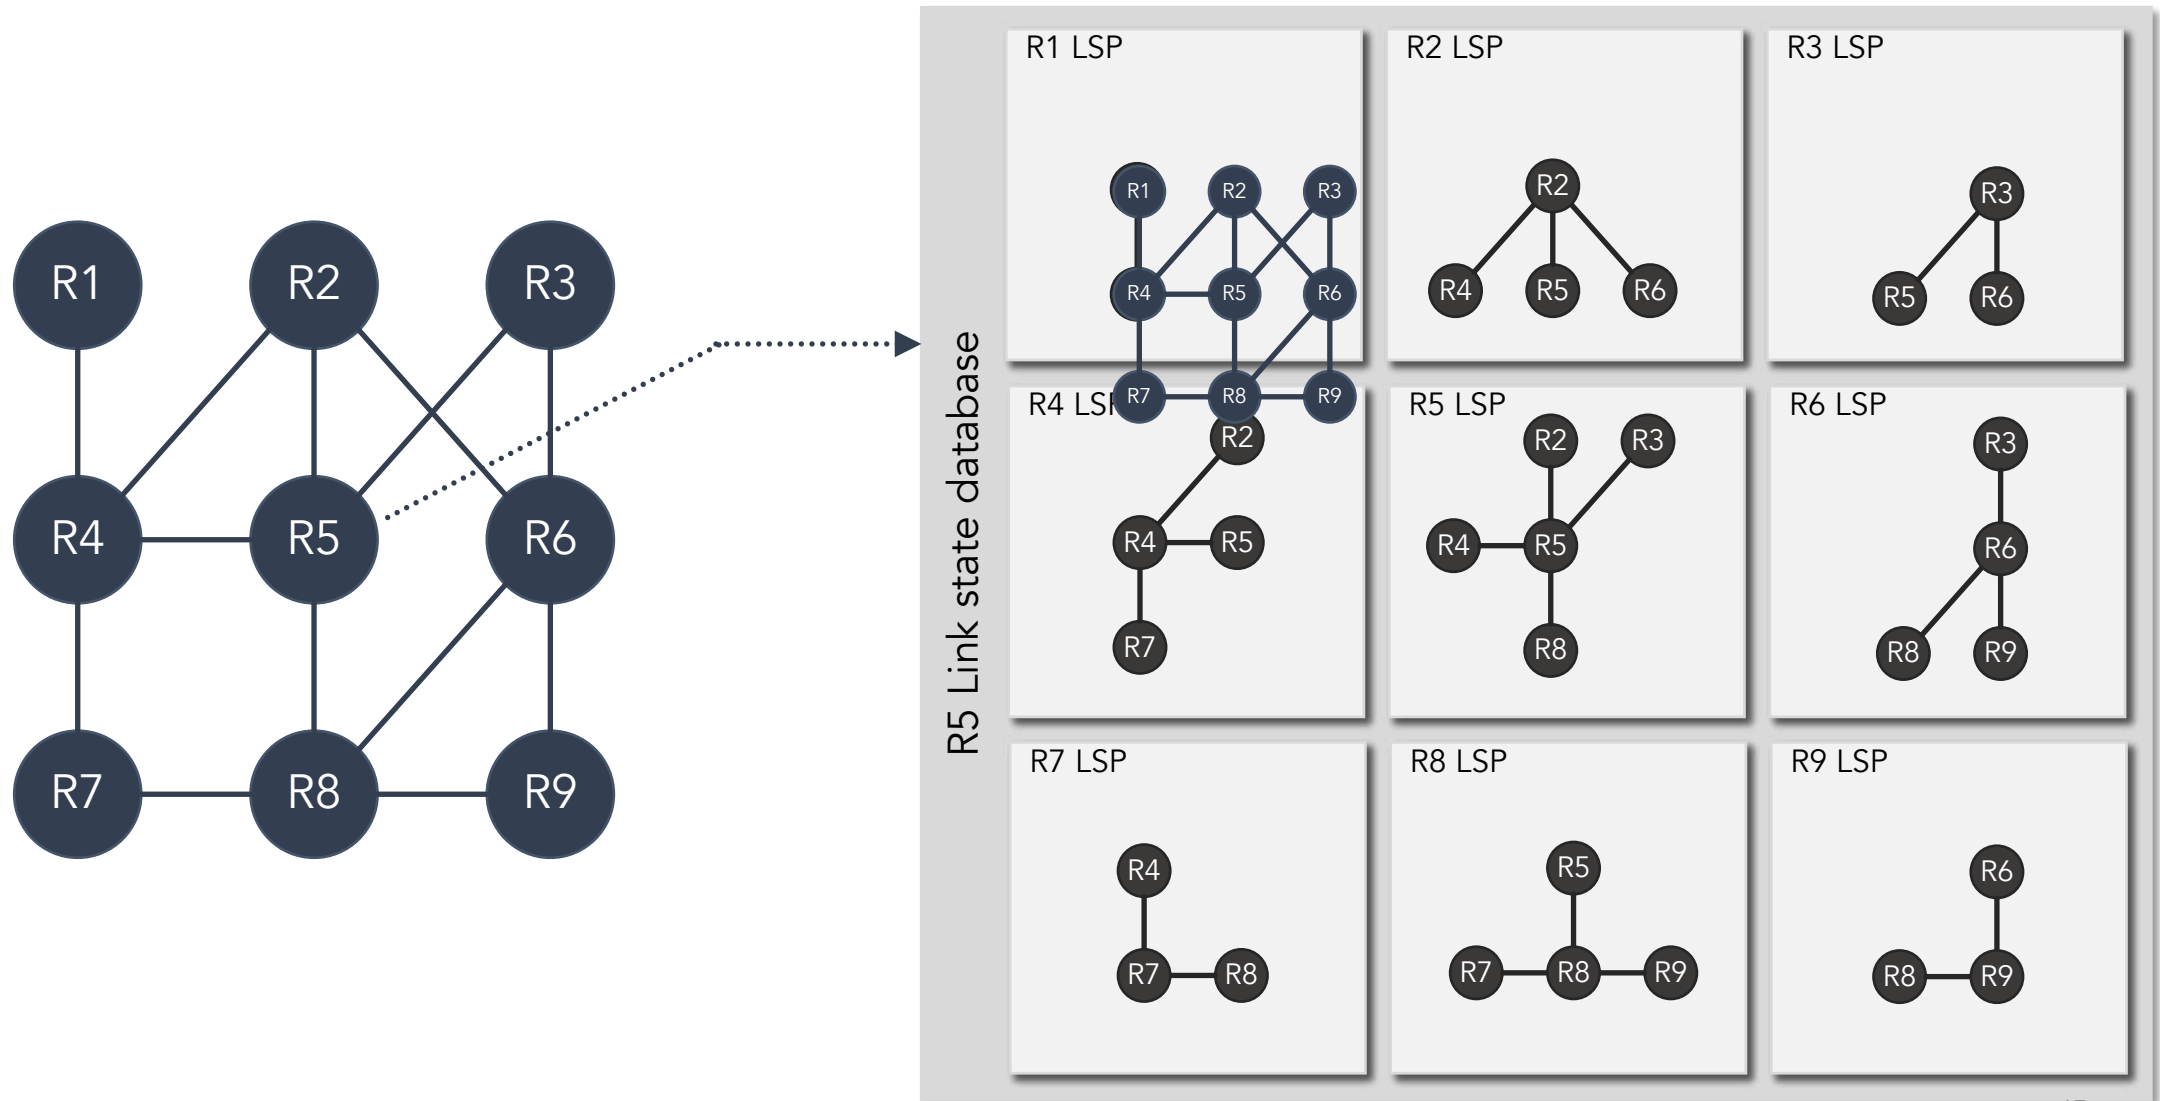 R1
R2
R3
R4
R5
R6
R7
R8
R9
R5 Link state database
R1 LSP
R1
R2
R3
R4
R5
R6
R7
R8
R9
R2 LSP
R2
R4
R5
R6
R3 LSP
R3
R5
R6
R4 LSP
R2
R4
R5
R7
R5 LSP
R2
R3
R4
R5
R8
R6 LSP
R3
R6
R8
R9
R7 LSP
R4
R7
R8
R8 LSP
R5
R7
R8
R9
R9 LSP
R6
R8
R9